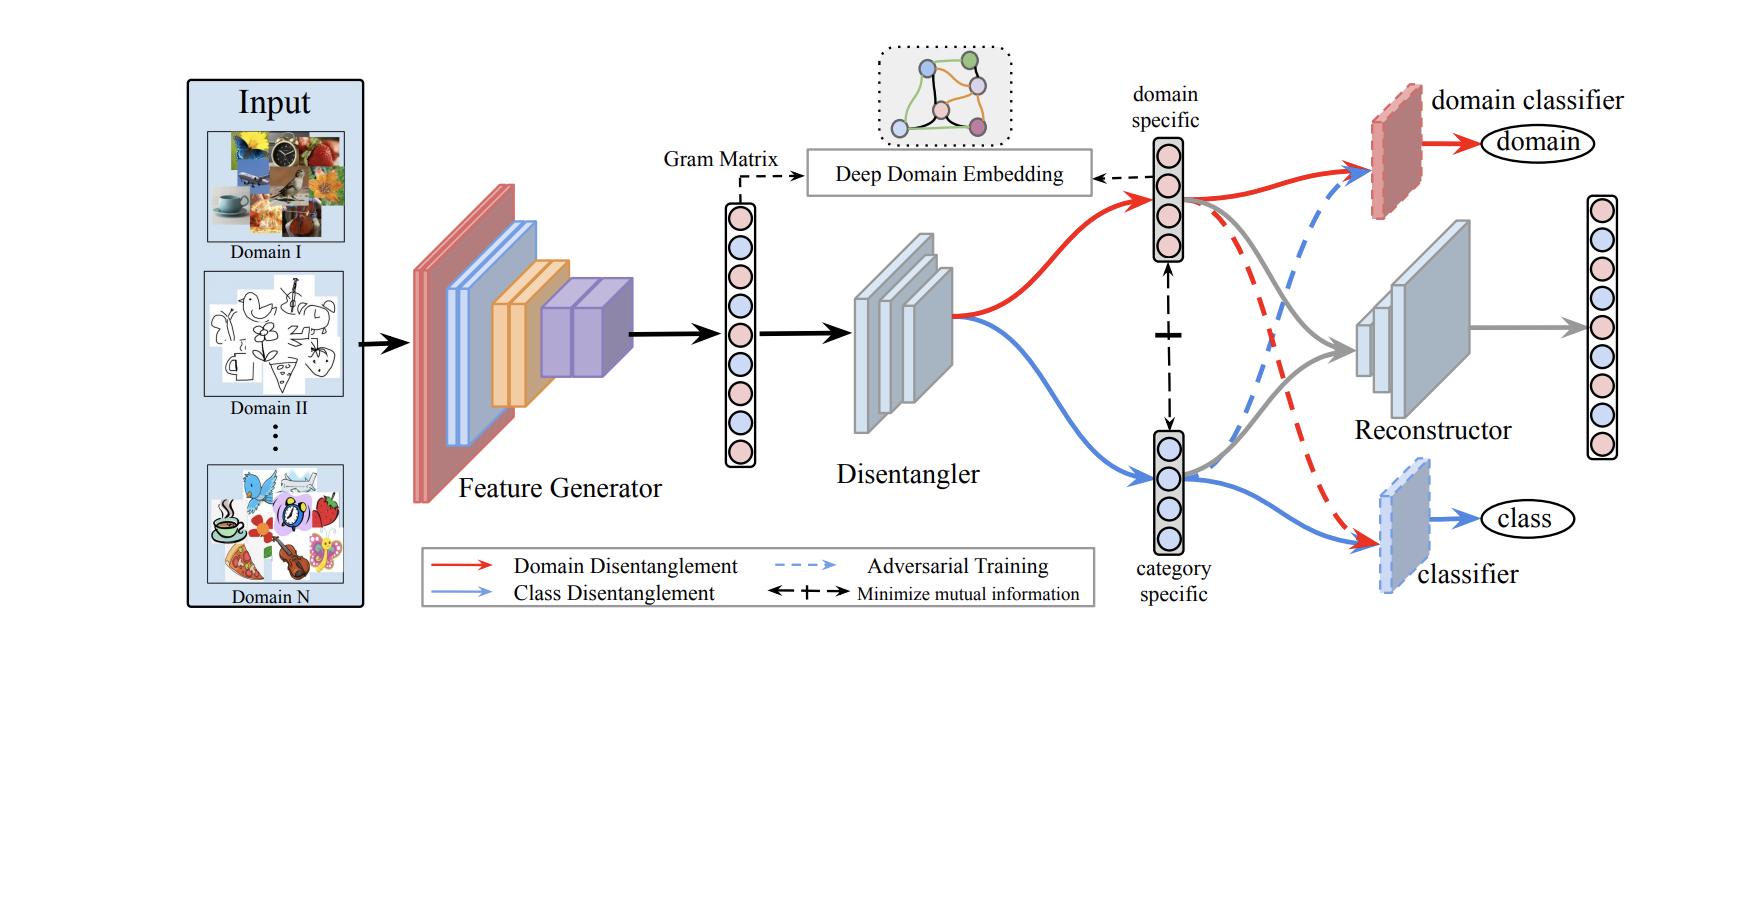 Input
Domain I
Domain II
Domain N
Feature Generator
Gram Matrix
Deep Domain Embedding
Disentangler
domain
specific
category
specific
domain classifier
domain
Reconstructor
class
classifier
Domain Disentanglement
Adversarial Training
Class Disentanglement
Minimize mutual information